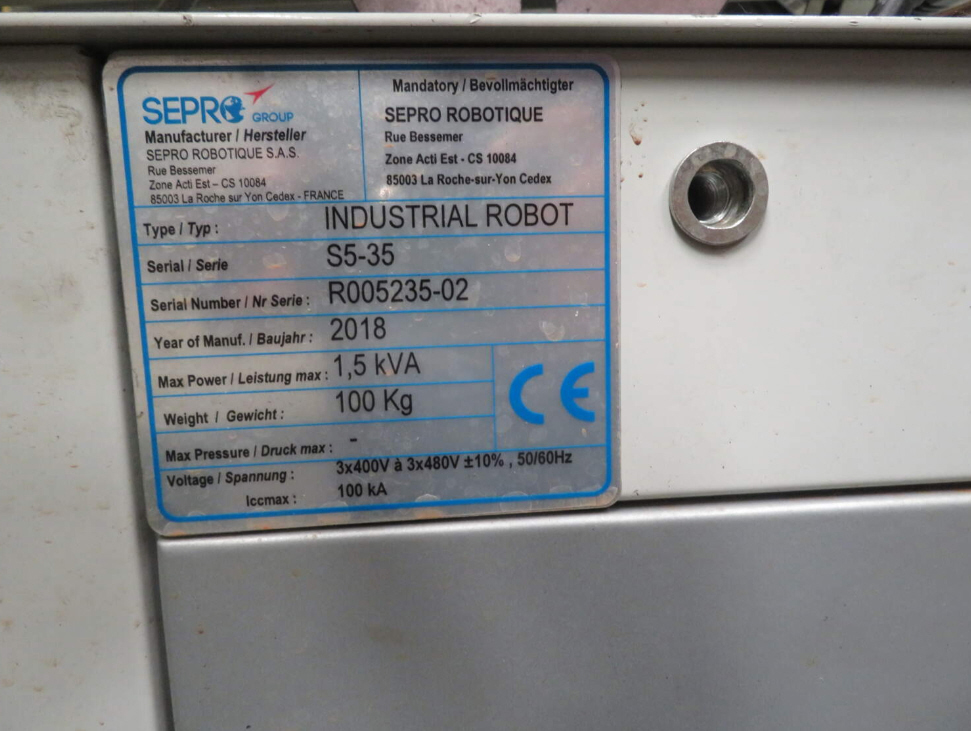 SEPRO GROUP
Manufacturer / Hersteller
SEPRO ROBOTIQUE S.A.S.
Rue Bessemer
Zone Acti Est – CS 10084
85003 La Roche sur Yon Cedex - FRANCE
Mandatory / Bevollmächtigter
SEPRO ROBOTIQUE
Rue Bessemer
Zone Acti Est - CS 10084
85003 La Roche-sur-Yon Cedex
Type / Typ : INDUSTRIAL ROBOT
Serial / Serie S5-35
Serial Number / Nr Serie : R005235-02
Year of Manuf. / Baujahr : 2018
Max Power / Leistung max : 1,5 kVA
Weight / Gewicht : 100 Kg
CE
Max Pressure / Druck max : -
Voltage / Spannung : 3x400V à 3x480V ±10% , 50/60Hz
Iccmax : 100 kA